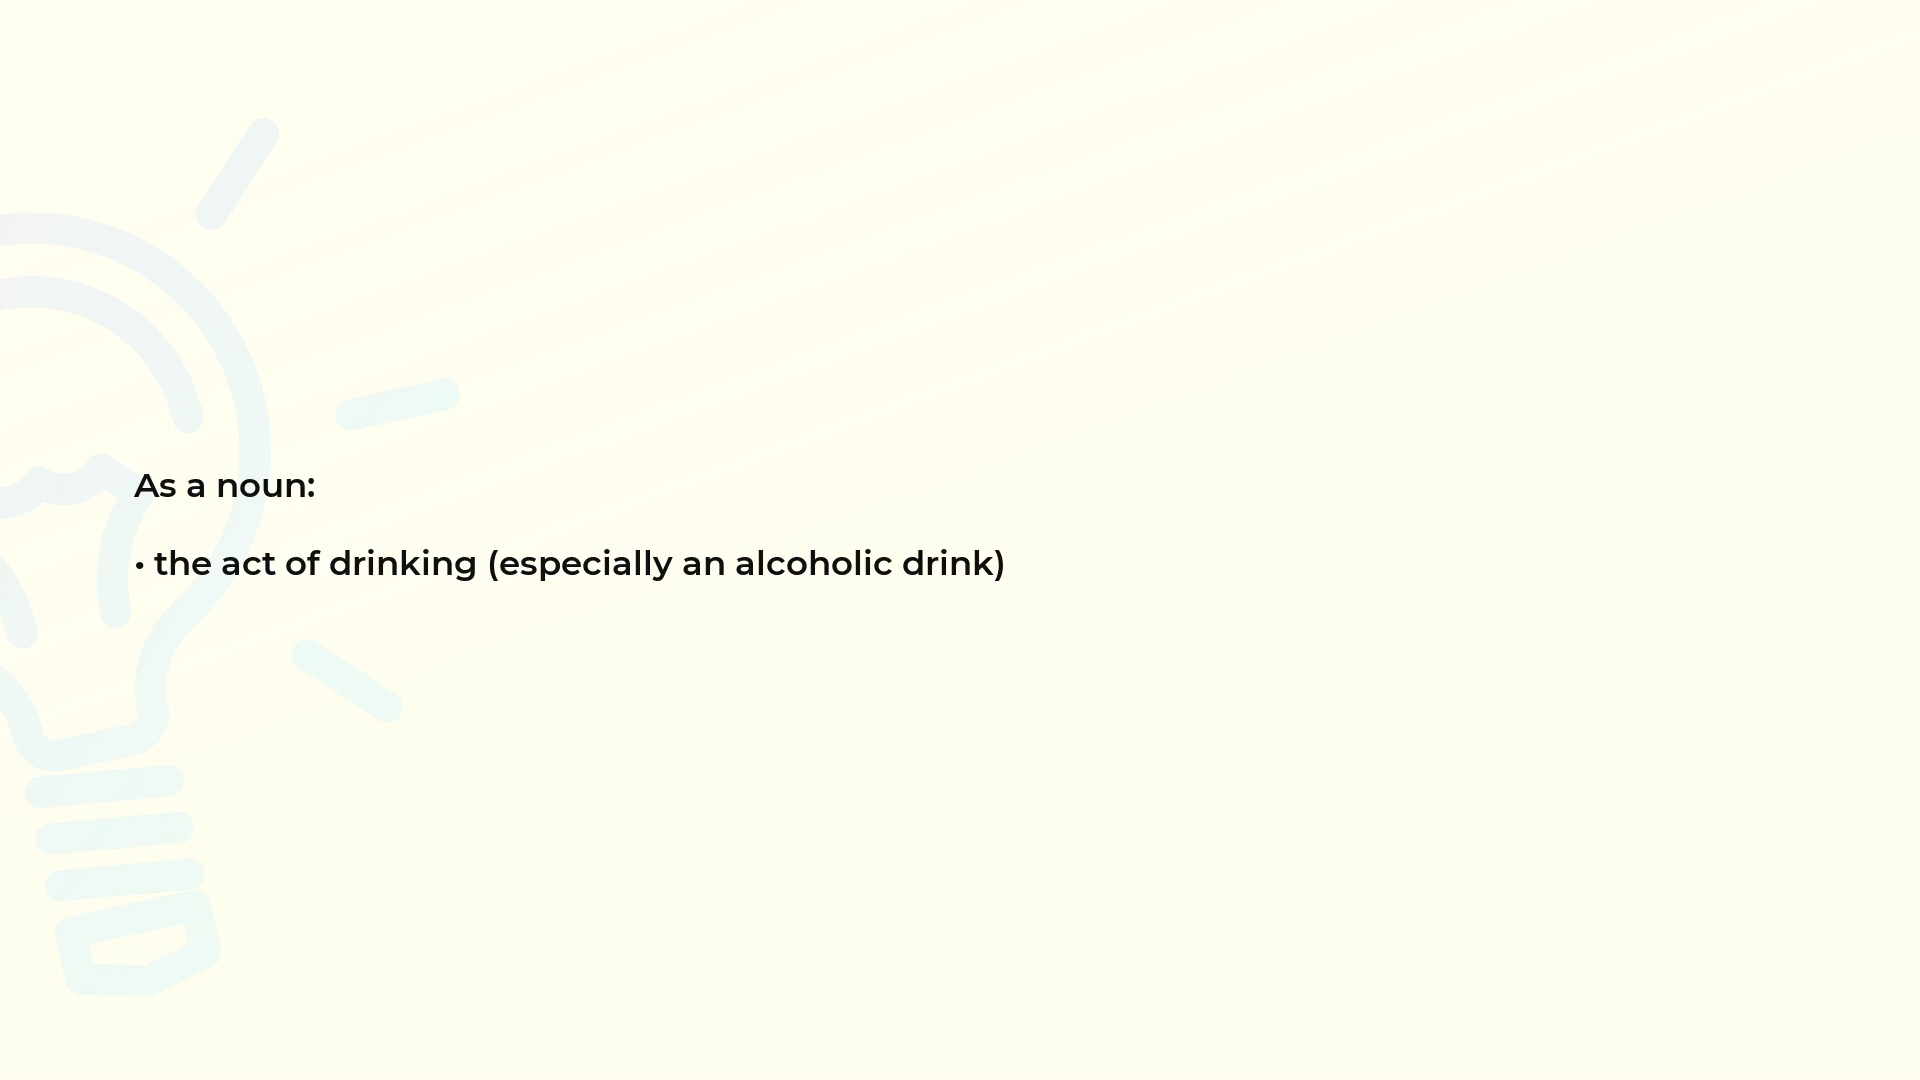 As a noun:
• the act of drinking (especially an alcoholic drink)